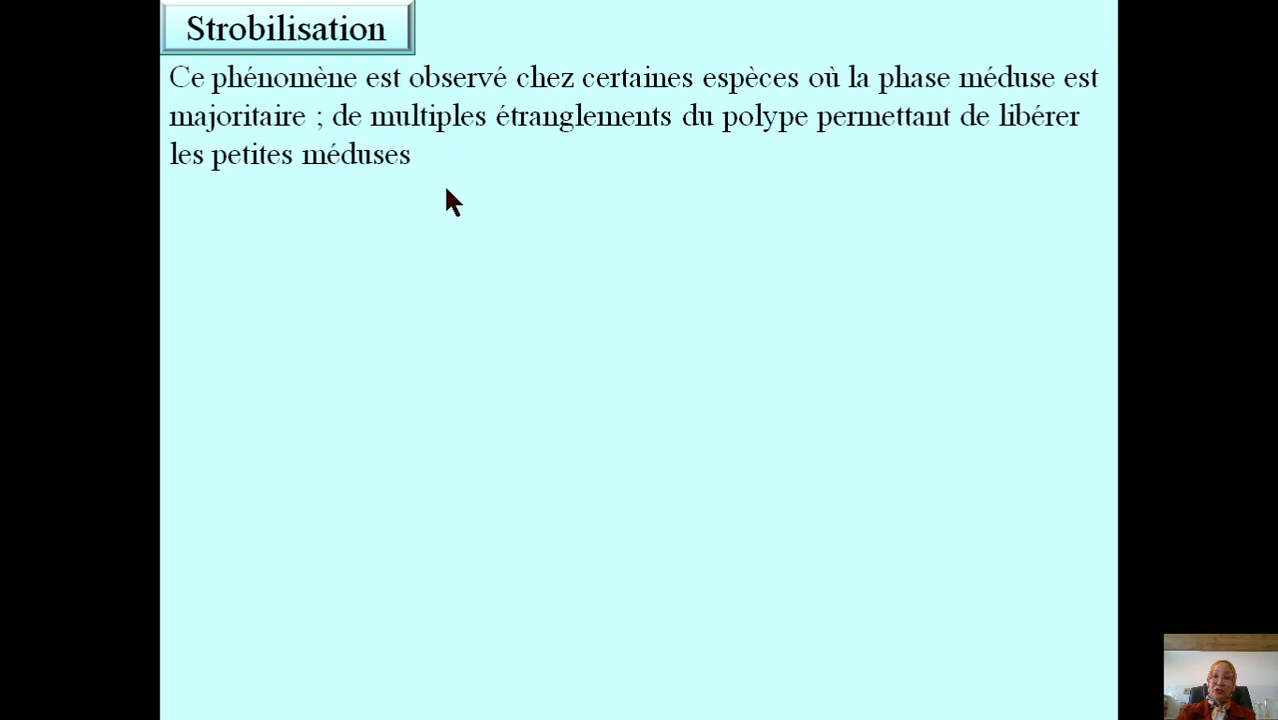 Strobilisation
Ce phénomène est observé chez certaines espèces où la phase méduse est
majoritaire ; de multiples étranglements du polype permettant de libérer
les petites méduses